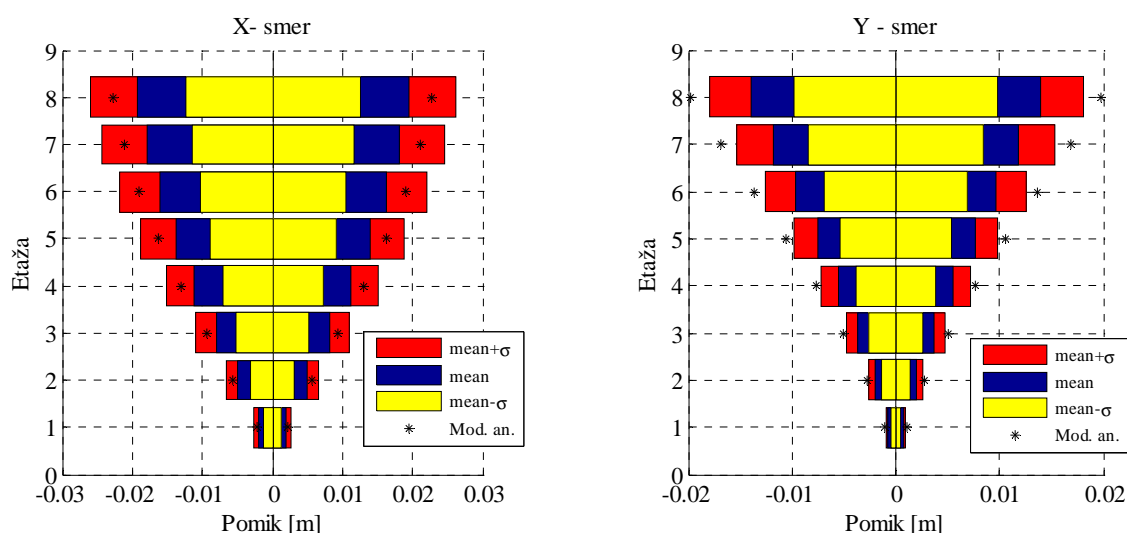 X- smer
9
8
7
6
5
4
3
2
1
0
Etaža
-0.03 -0.02 -0.01 0 0.01 0.02 0.03
Pomik [m]
mean+σ
mean
mean-σ
Mod. an.
Y - smer
9
8
7
6
5
4
3
2
1
0
Etaža
-0.02 -0.01 0 0.01 0.02
Pomik [m]
mean+σ
mean
mean-σ
Mod. an.